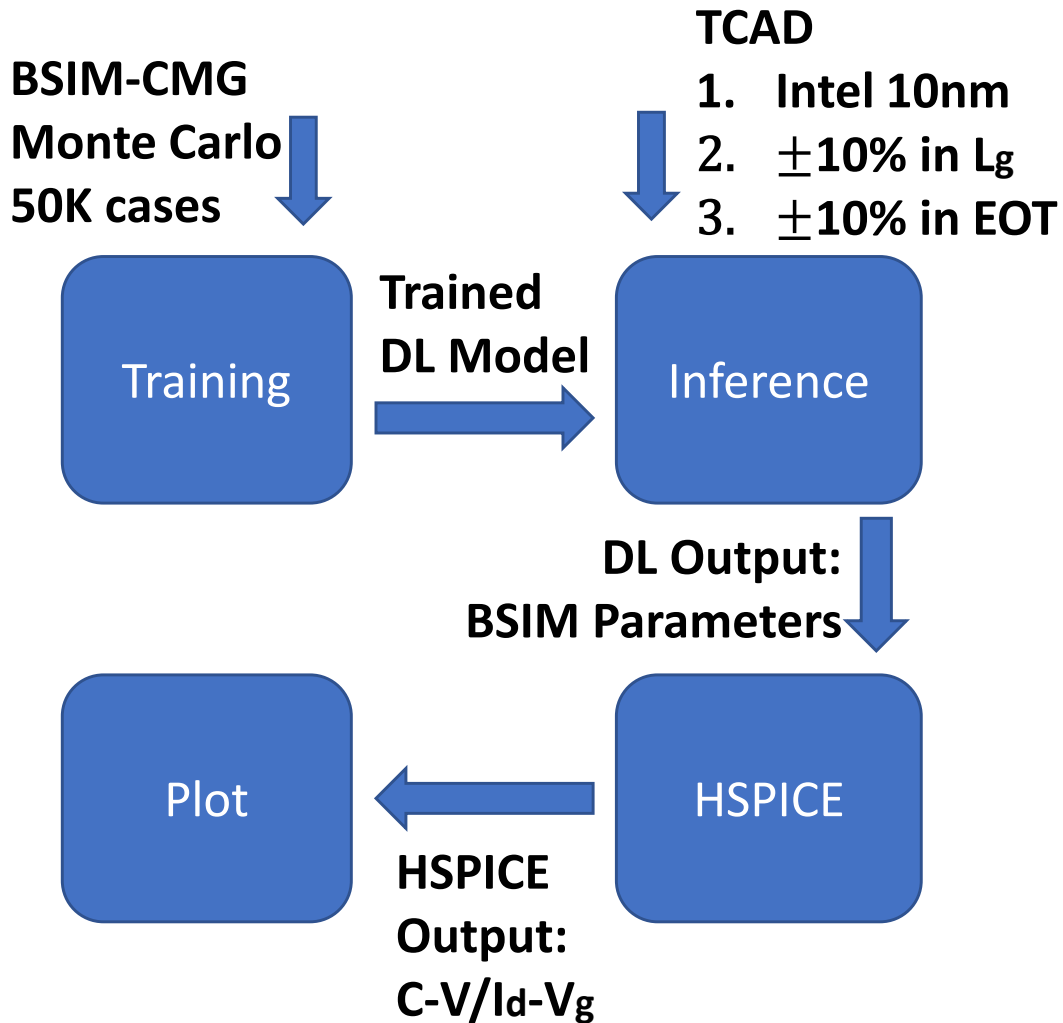 BSIM-CMG
Monte Carlo
50K cases
TCAD
1. Intel 10nm
2. ±10% in Lg
3. ±10% in EOT
Training
Trained
DL Model
Inference
DL Output:
BSIM Parameters
HSPICE
HSPICE
Output:
C-V/Id-Vg
Plot